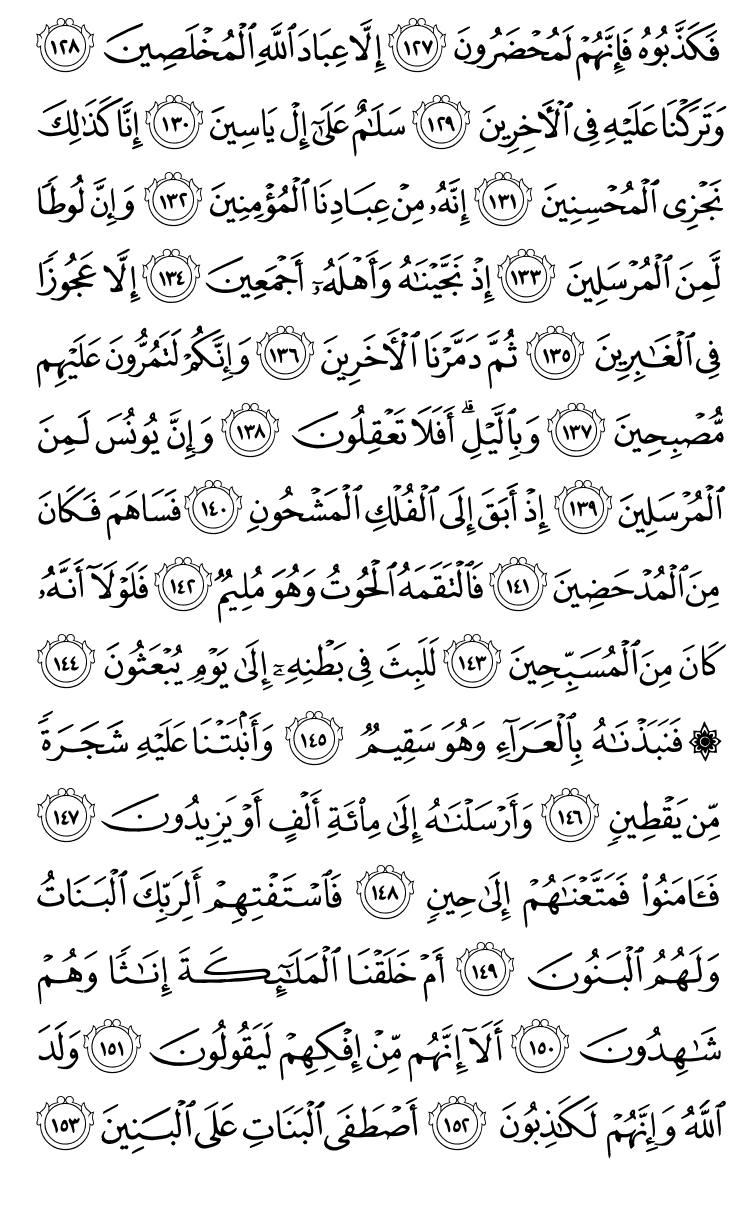 فَكَذَّبُوهُ فَإِنَّهُمْ لَمُحْضَرُونَ ١٢٧ إِلَّا عِبَادَ ٱللَّهِ ٱلْمُخْلَصِينَ ١٢٨
وَتَرَكْنَا عَلَيْهِ فِى ٱلْـَٔاخِرِينَ ١٢٩ سَلَـٰمٌ عَلَىٰٓ إِلْ يَاسِينَ ١٣٠ إِنَّا كَذَٰلِكَ
نَجْزِى ٱلْمُحْسِنِينَ ١٣١ إِنَّهُۥ مِنْ عِبَادِنَا ٱلْمُؤْمِنِينَ ١٣٢ وَإِنَّ لُوطًا
لَّمِنَ ٱلْمُرْسَلِينَ ١٣٣ إِذْ نَجَّيْنَـٰهُ وَأَهْلَهُۥٓ أَجْمَعِينَ ١٣٤ إِلَّا عَجُوزًا
فِى ٱلْغَـٰبِرِينَ ١٣٥ ثُمَّ دَمَّرْنَا ٱلْـَٔاخَرِينَ ١٣٦ وَإِنَّكُمْ لَتَمُرُّونَ عَلَيْهِم
مُّصْبِحِينَ ١٣٧ وَبِٱلَّيْلِ ۗ أَفَلَا تَعْقِلُونَ ١٣٨ وَإِنَّ يُونُسَ لَمِنَ
ٱلْمُرْسَلِينَ ١٣٩ إِذْ أَبَقَ إِلَى ٱلْفُلْكِ ٱلْمَشْحُونِ ١٤٠ فَسَاهَمَ فَكَانَ
مِنَ ٱلْمُدْحَضِينَ ١٤١ فَٱلْتَقَمَهُ ٱلْحُوتُ وَهُوَ مُلِيمٌ ١٤٢ فَلَوْلَآ أَنَّهُۥ
كَانَ مِنَ ٱلْمُسَبِّحِينَ ١٤٣ لَلَبِثَ فِى بَطْنِهِۦٓ إِلَىٰ يَوْمِ يُبْعَثُونَ ١٤٤
۞ فَنَبَذْنَـٰهُ بِٱلْعَرَآءِ وَهُوَ سَقِيمٌ ١٤٥ وَأَنۢبَتْنَا عَلَيْهِ شَجَرَةً
مِّن يَقْطِينٍ ١٤٦ وَأَرْسَلْنَـٰهُ إِلَىٰ مِا۟ئَةِ أَلْفٍ أَوْ يَزِيدُونَ ١٤٧
فَـَٔامَنُوا۟ فَمَتَّعْنَـٰهُمْ إِلَىٰ حِينٍ ١٤٨ فَٱسْتَفْتِهِمْ أَلِرَبِّكَ ٱلْبَنَاتُ
وَلَهُمُ ٱلْبَنُونَ ١٤٩ أَمْ خَلَقْنَا ٱلْمَلَـٰٓئِكَةَ إِنَـٰثًا وَهُمْ
شَـٰهِدُونَ ١٥٠ أَلَآ إِنَّهُم مِّنْ إِفْكِهِمْ لَيَقُولُونَ ١٥١ وَلَدَ
ٱللَّهُ وَإِنَّهُمْ لَكَـٰذِبُونَ ١٥٢ أَصْطَفَى ٱلْبَنَاتِ عَلَى ٱلْبَنِينَ ١٥٣